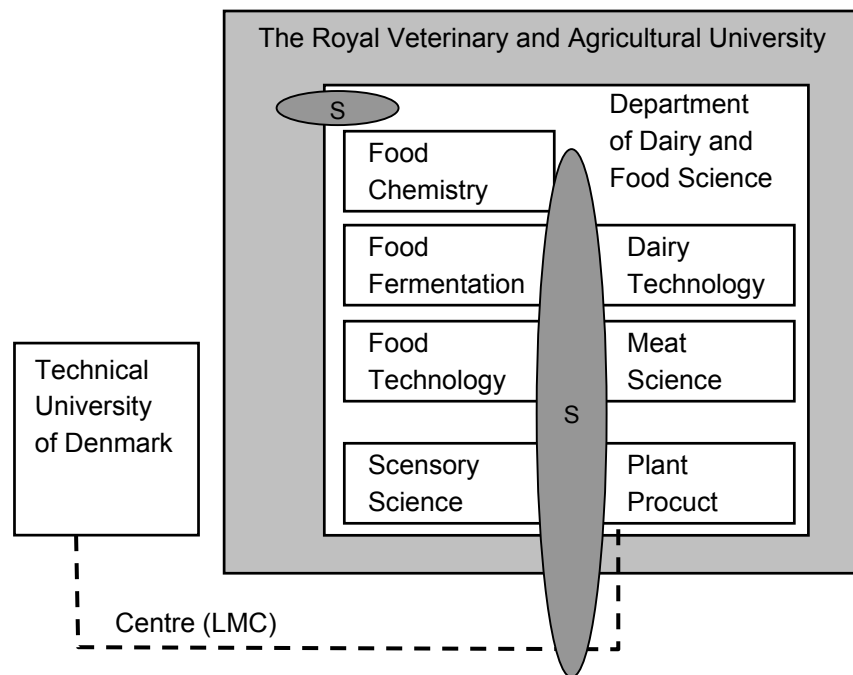 The Royal Veterinary and Agricultural University
S
Department
of Dairy and
Food Science
Food
Chemistry
Food
Fermentation
Dairy
Technology
Food
Technology
Meat
Science
S
Scensory
Science
Plant
Procuct
Technical
University
of Denmark
Centre (LMC)